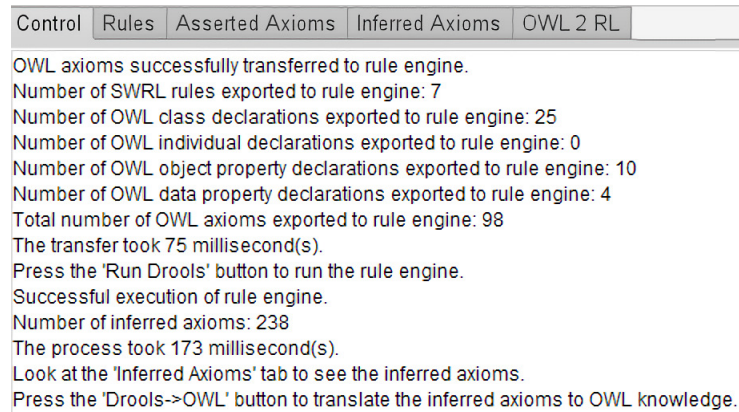 Control Rules Asserted Axioms Inferred Axioms OWL 2 RL
OWL axioms successfully transferred to rule engine.
Number of SWRL rules exported to rule engine: 7
Number of OWL class declarations exported to rule engine: 25
Number of OWL individual declarations exported to rule engine: 0
Number of OWL object property declarations exported to rule engine: 10
Number of OWL data property declarations exported to rule engine: 4
Total number of OWL axioms exported to rule engine: 98
The transfer took 75 millisecond(s).
Press the 'Run Drools' button to run the rule engine.
Successful execution of rule engine.
Number of inferred axioms: 238
The process took 173 millisecond(s).
Look at the 'Inferred Axioms' tab to see the inferred axioms.
Press the 'Drools->OWL' button to translate the inferred axioms to OWL knowledge.